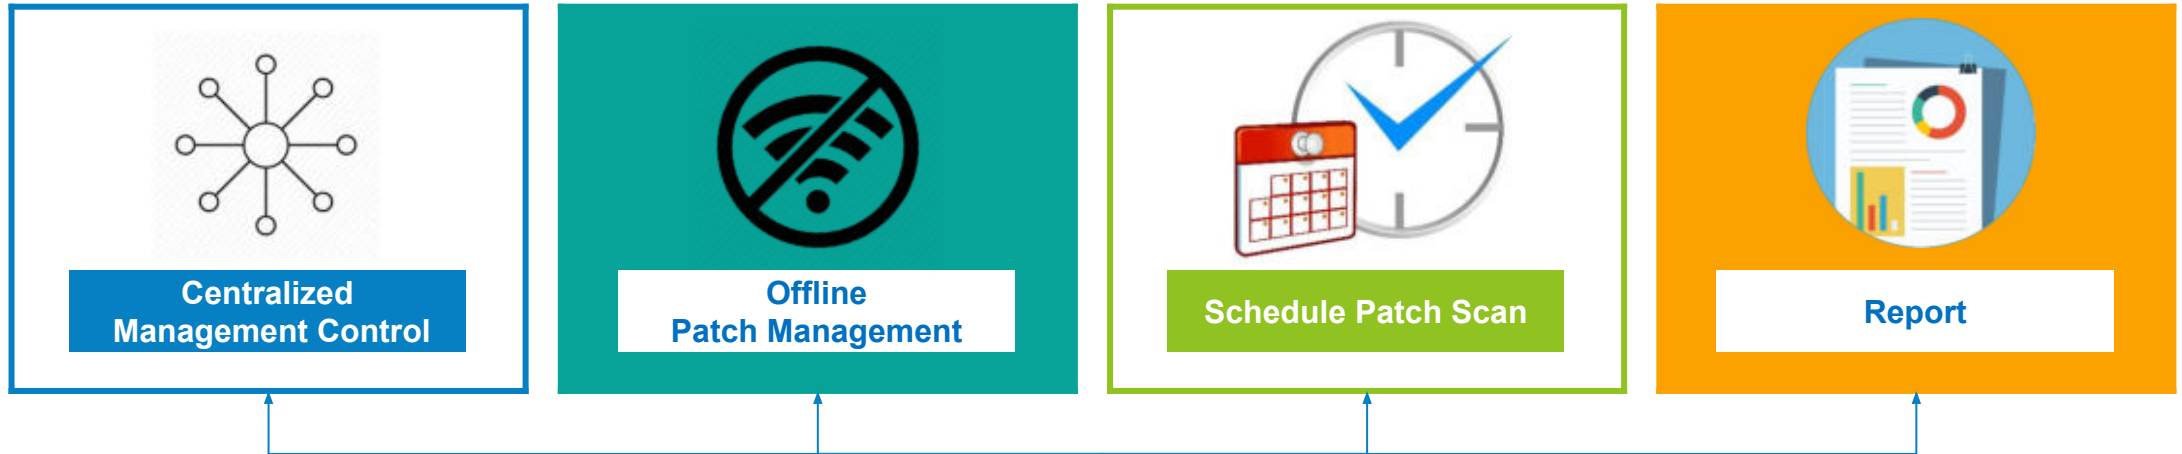 Centralized
Management Control
Offline
Patch Management
Schedule Patch Scan
Report